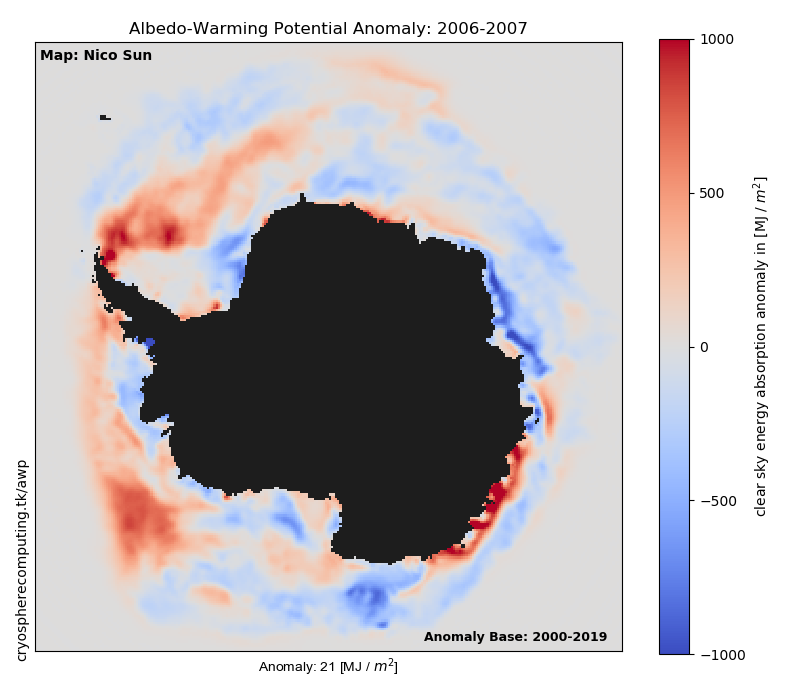 Albedo-Warming Potential Anomaly: 2006-2007
Map: Nico Sun
1000
500
0
−500
−1000
clear sky energy absorption anomaly in [MJ / m²]
cryospherecomputing.tk/awp
Anomaly Base: 2000-2019
Anomaly: 21 [MJ / m²]